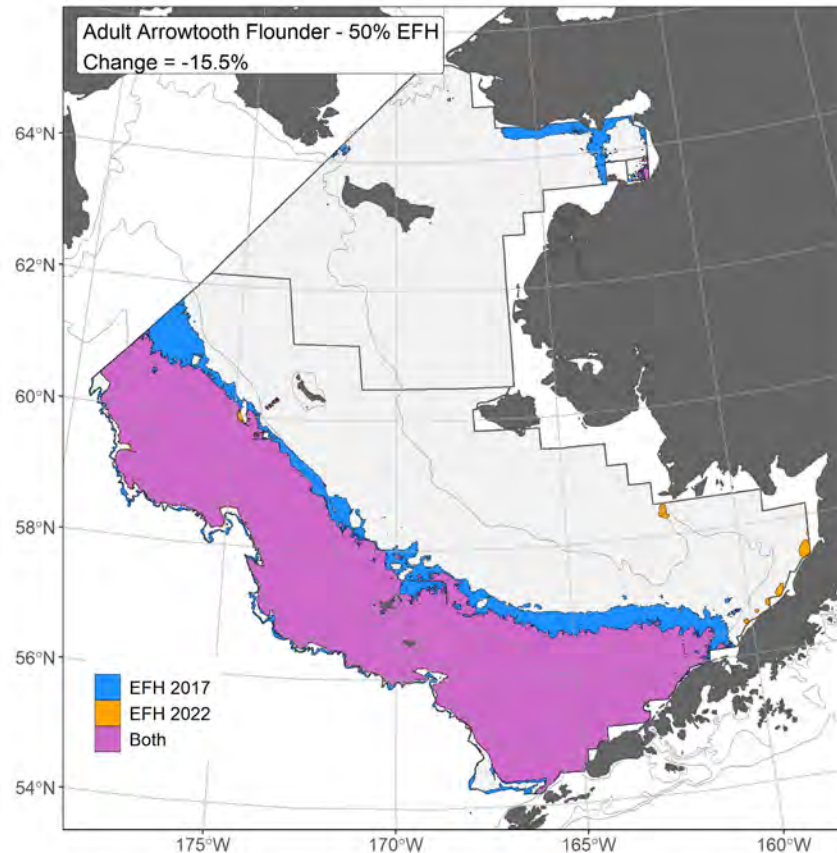 Adult Arrowtooth Flounder - 50% EFH
Change = -15.5%
64°N
62°N
60°N
58°N
56°N
54°N
EFH 2017
EFH 2022
Both
175°W
170°W
165°W
160°W